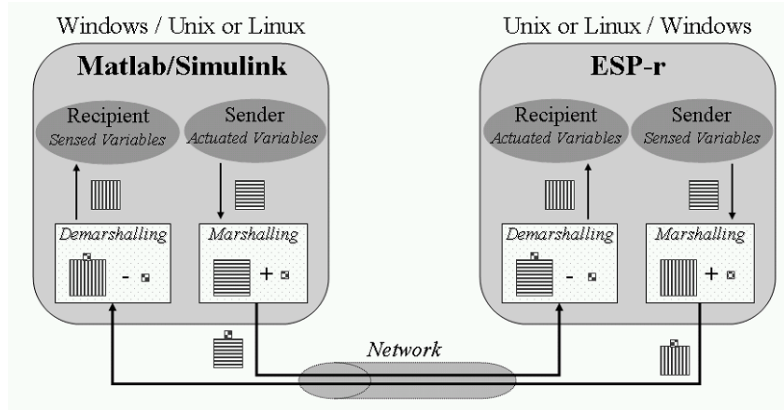 Windows / Unix or Linux
Unix or Linux / Windows
Matlab/Simulink
ESP-r
Recipient
Sensed Variables
Sender
Actuated Variables
Recipient
Actuated Variables
Sender
Sensed Variables
Demarshalling
-
Marshalling
+
Demarshalling
-
Marshalling
+
Network